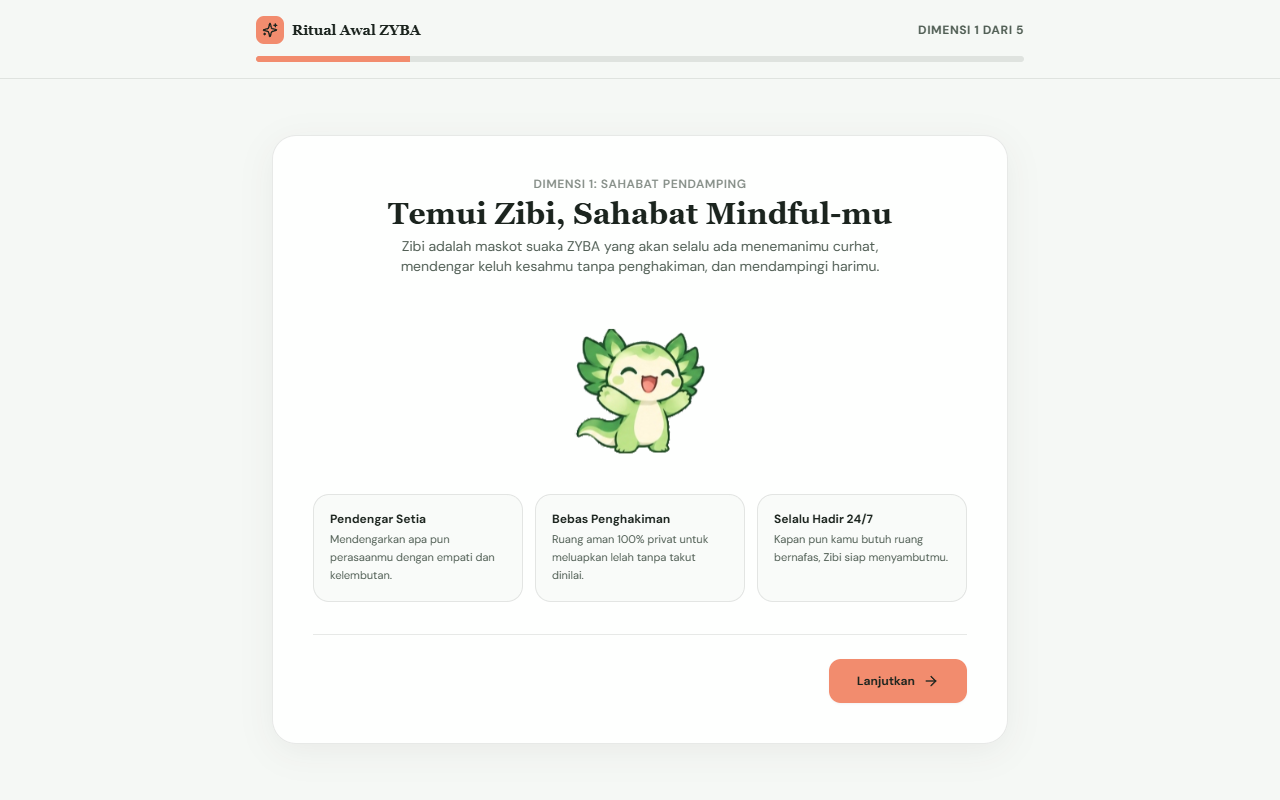 Ritual Awal ZYBA
DIMENSI 1 DARI 5
DIMENSI 1: SAHABAT PENDAMPING
Temui Zibi, Sahabat Mindful-mu
Zibi adalah maskot suaka ZYBA yang akan selalu ada menemanimu curhat,
mendengar keluh kesahmu tanpa penghakiman, dan mendampingi harimu.
Pendengar Setia
Mendengarkan apa pun
perasaanmu dengan empati dan
kelembutan.
Bebas Penghakiman
Ruang aman 100% privat untuk
meluapkan lelah tanpa takut
dinilai.
Selalu Hadir 24/7
Kapan pun kamu butuh ruang
bernafas, Zibi siap menyambutmu.
Lanjutkan